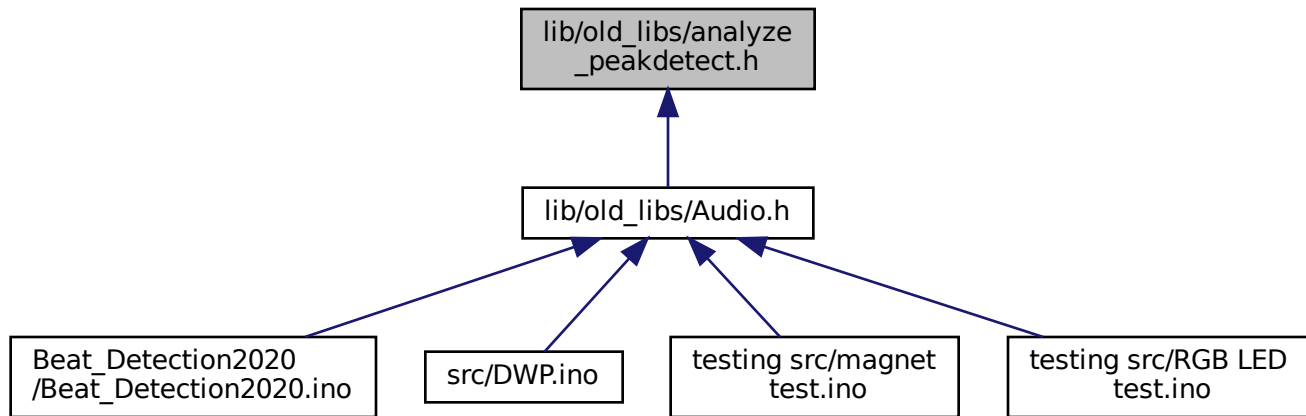 lib/old_libs/analyze
_peakdetect.h
lib/old_libs/Audio.h
Beat_Detection2020
/Beat_Detection2020.ino
src/DWP.ino
testing src/magnet
test.ino
testing src/RGB LED
test.ino